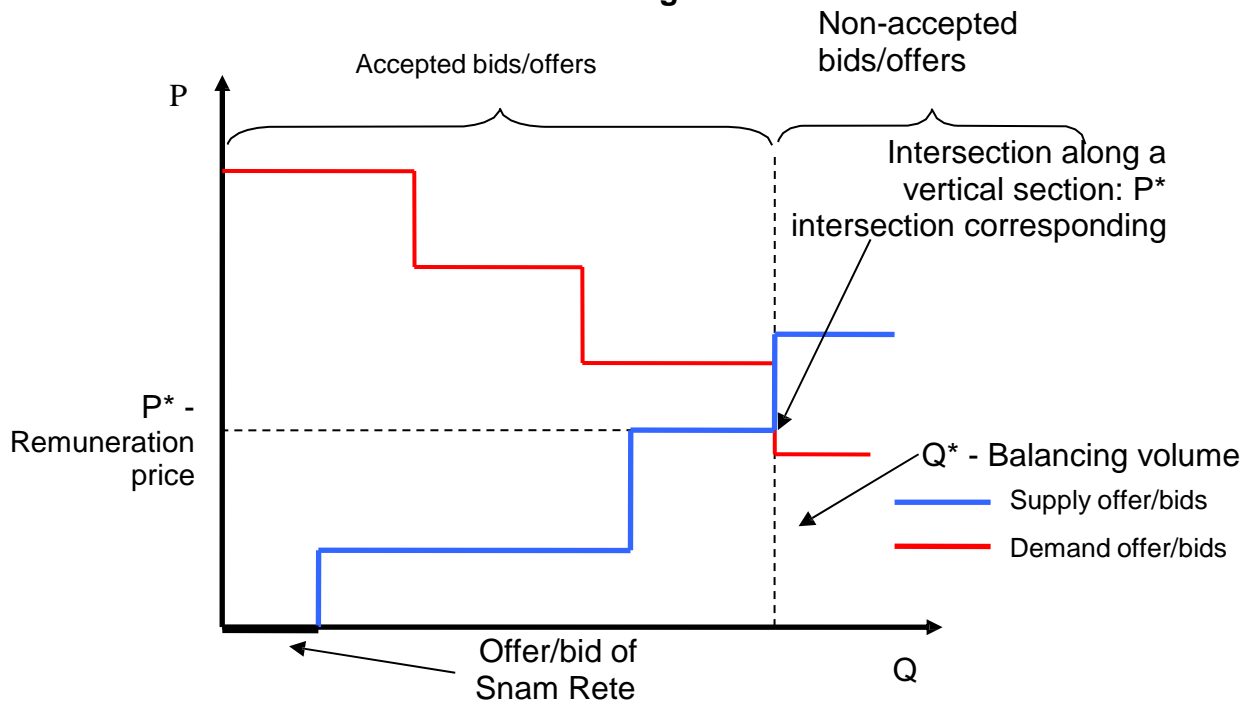 Non-accepted
bids/offers
Accepted bids/offers
P
Intersection along a
vertical section: P*
intersection corresponding
P* -
Remuneration
price
Q* - Balancing volume
Supply offer/bids
Demand offer/bids
Offer/bid of
Snam Rete
Q